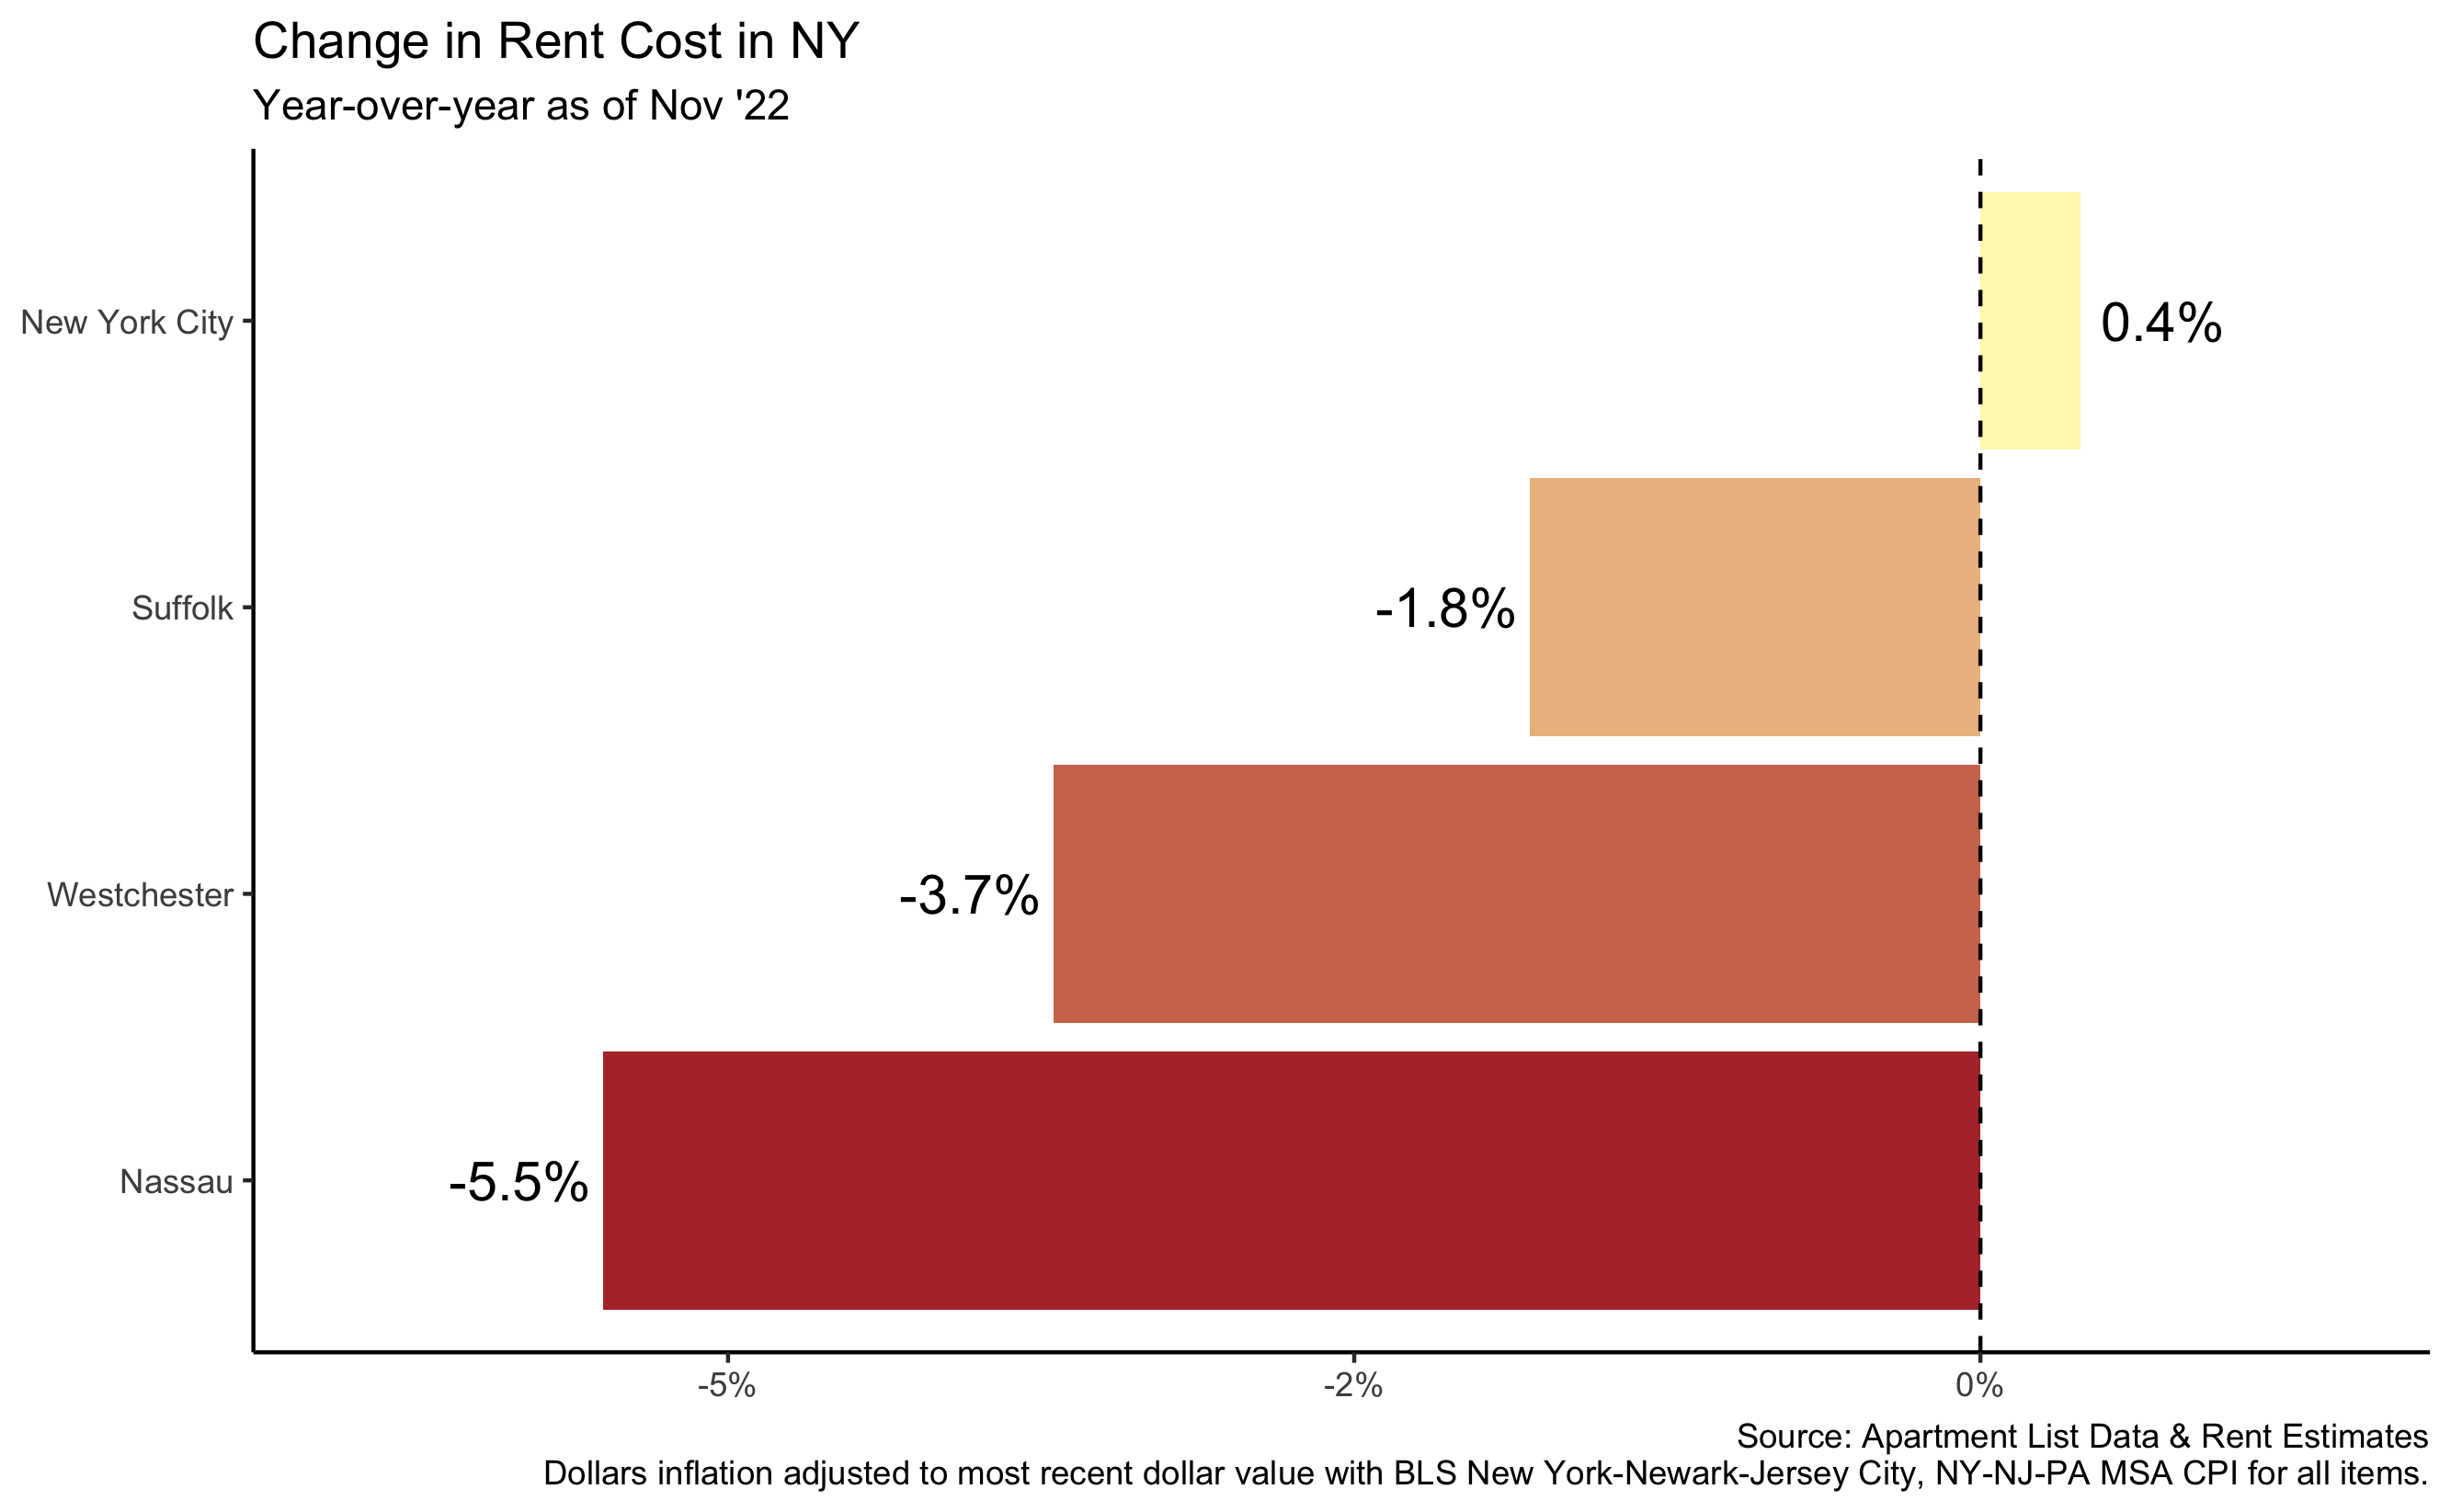 Change in Rent Cost in NY
Year-over-year as of Nov '22
New York City
0.4%
Suffolk
-1.8%
Westchester
-3.7%
Nassau
-5.5%
-5% -2% 0%
Source: Apartment List Data & Rent Estimates
Dollars inflation adjusted to most recent dollar value with BLS New York-Newark-Jersey City, NY-NJ-PA MSA CPI for all items.